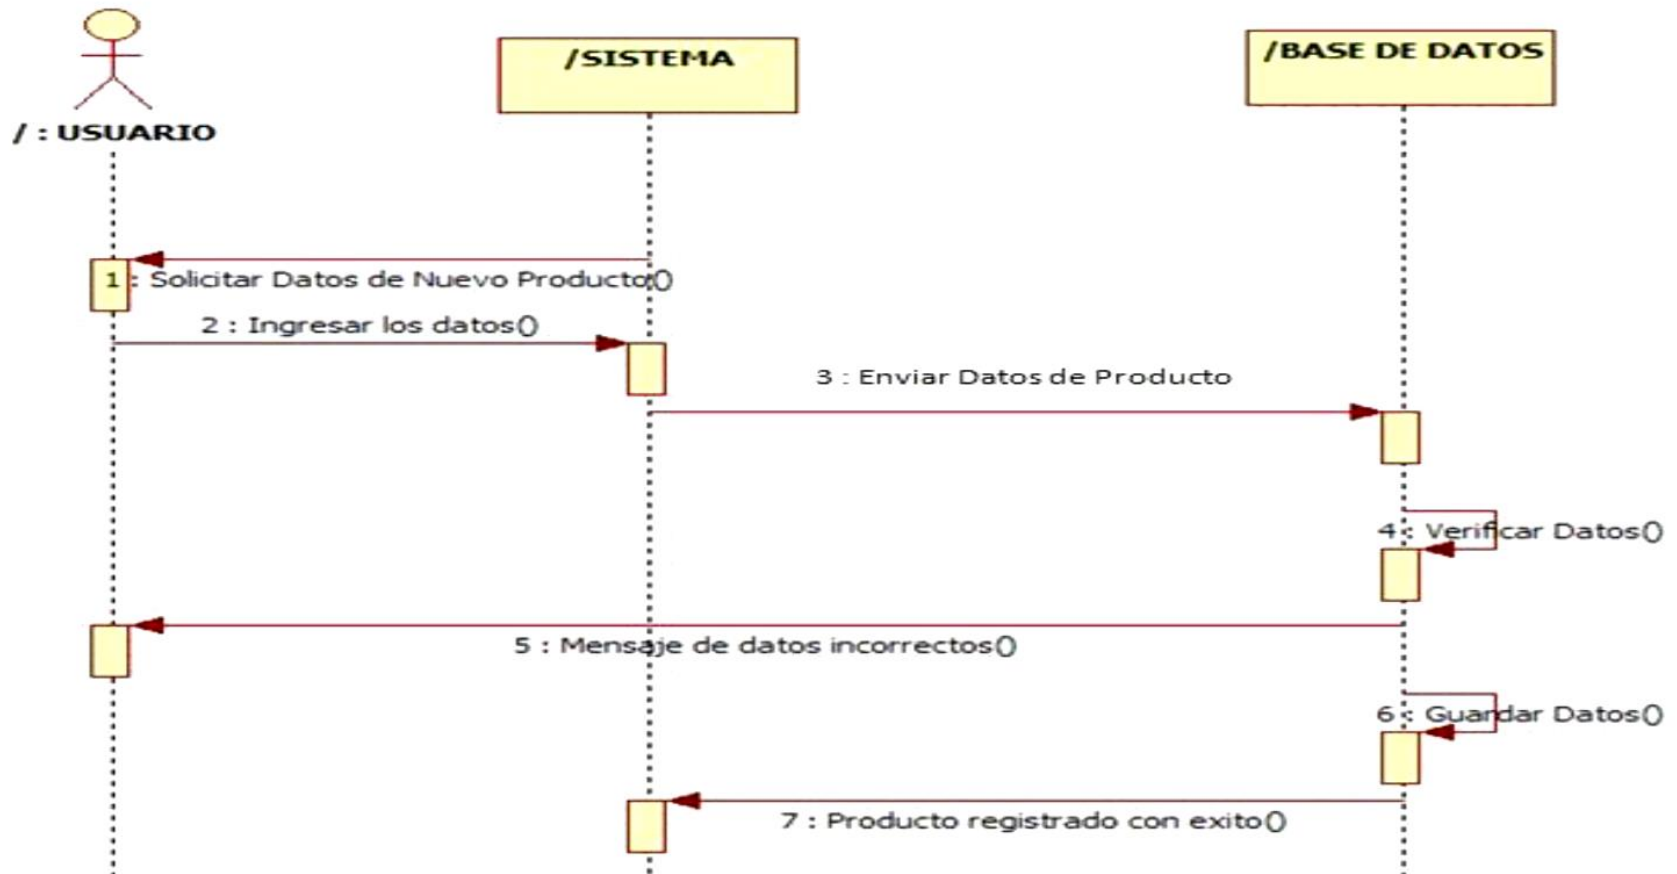 / : USUARIO
/SISTEMA
/BASE DE DATOS
1 : Solicitar Datos de Nuevo Producto()
2 : Ingresar los datos()
3 : Enviar Datos de Producto
4 : Verificar Datos()
5 : Mensaje de datos incorrectos()
6 : Guardar Datos()
7 : Producto registrado con exito()